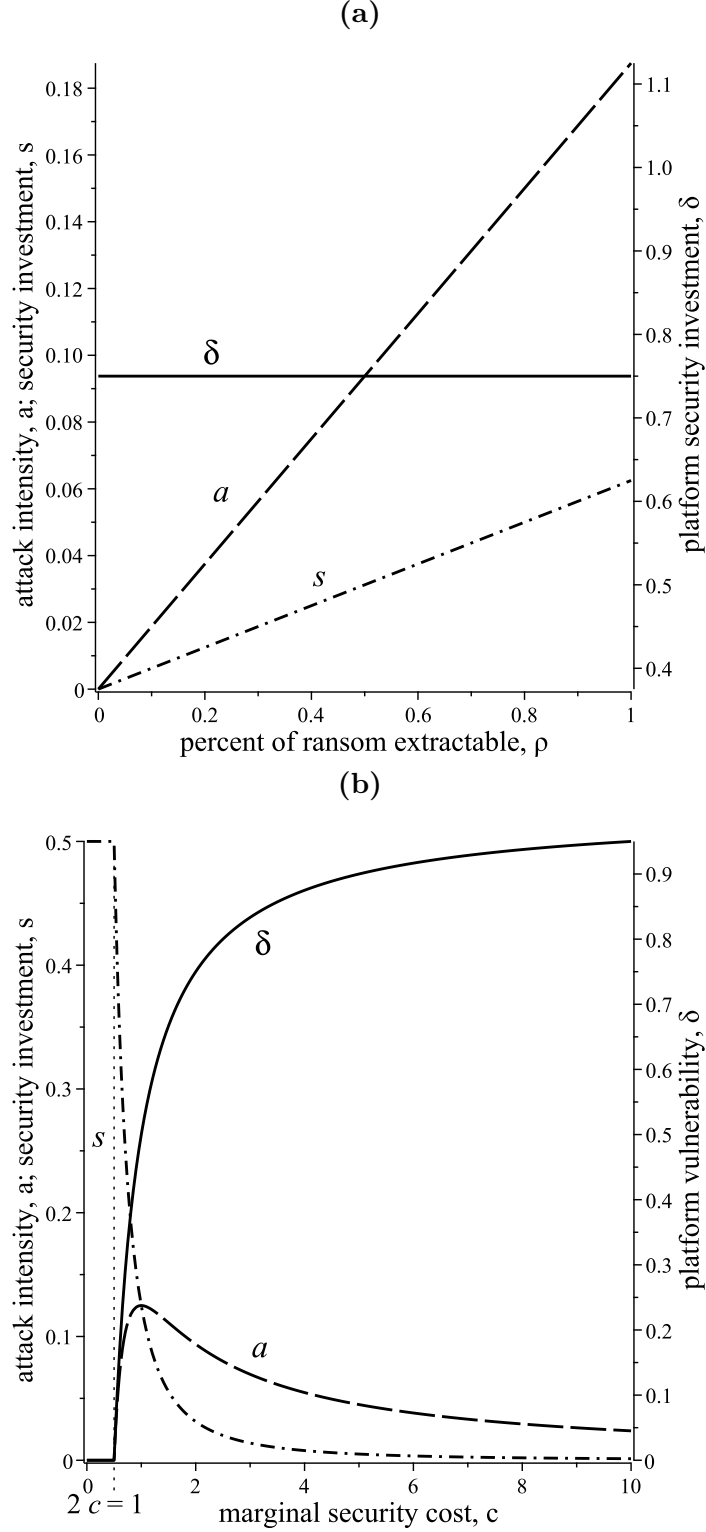 (a)
attack intensity, a; security investment, s
0.18
0.16
0.14
0.12
0.10
0.08
0.06
0.04
0.02
0
δ
a
s
1.1
1.0
0.9
0.8
0.7
0.6
0.5
0.4
platform security investment, δ
0 0.2 0.4 0.6 0.8 1
percent of ransom extractable, ρ
(b)
attack intensity, a; security investment, s
0.5
0.4
0.3
0.2
0.1
0
δ
s
a
0.9
0.8
0.7
0.6
0.5
0.4
0.3
0.2
0.1
0
platform vulnerability, δ
0 2 4 6 8 10
2 c = 1
marginal security cost, c